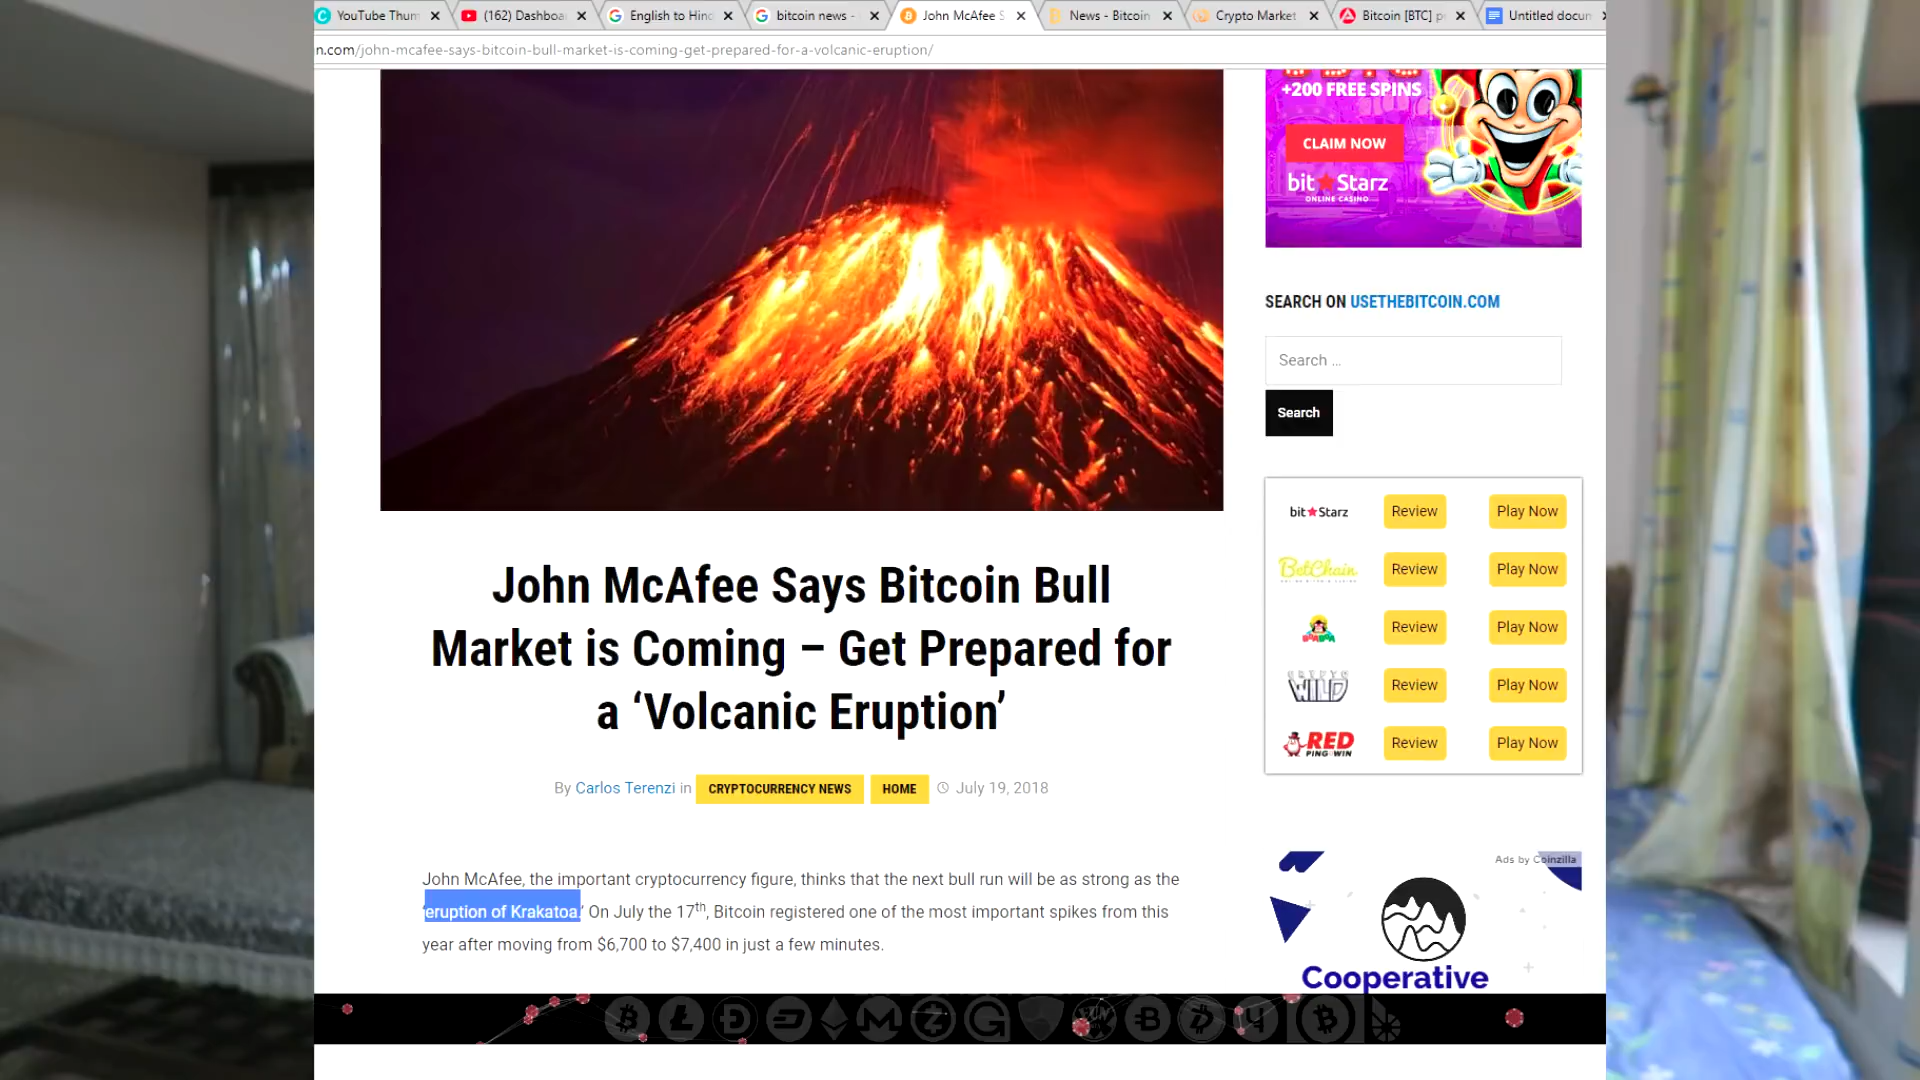 YouTube Thum
(162) Dashboa
English to Hind
bitcoin news -
John McAfee S
News - Bitcoin
Crypto Market
Bitcoin [BTC] p
Untitled docun
n.com/john-mcafee-says-bitcoin-bull-market-is-coming-get-prepared-for-a-volcanic-eruption/
+200 FREE SPINS
CLAIM NOW
bit Starz
ONLINE CASINO
SEARCH ON USETHEBITCOIN.COM
Search ...
Search
bit Starz Review Play Now
BetChain Review Play Now
Review Play Now
WILD Review Play Now
RED PING WIN Review Play Now
John McAfee Says Bitcoin Bull
Market is Coming – Get Prepared for
a ‘Volcanic Eruption’
By Carlos Terenzi in CRYPTOCURRENCY NEWS HOME July 19, 2018
John McAfee, the important cryptocurrency figure, thinks that the next bull run will be as strong as the
‘eruption of Krakatoa.’ On July the 17th, Bitcoin registered one of the most important spikes from this
year after moving from $6,700 to $7,400 in just a few minutes.
Ads by Coinzilla
Cooperative